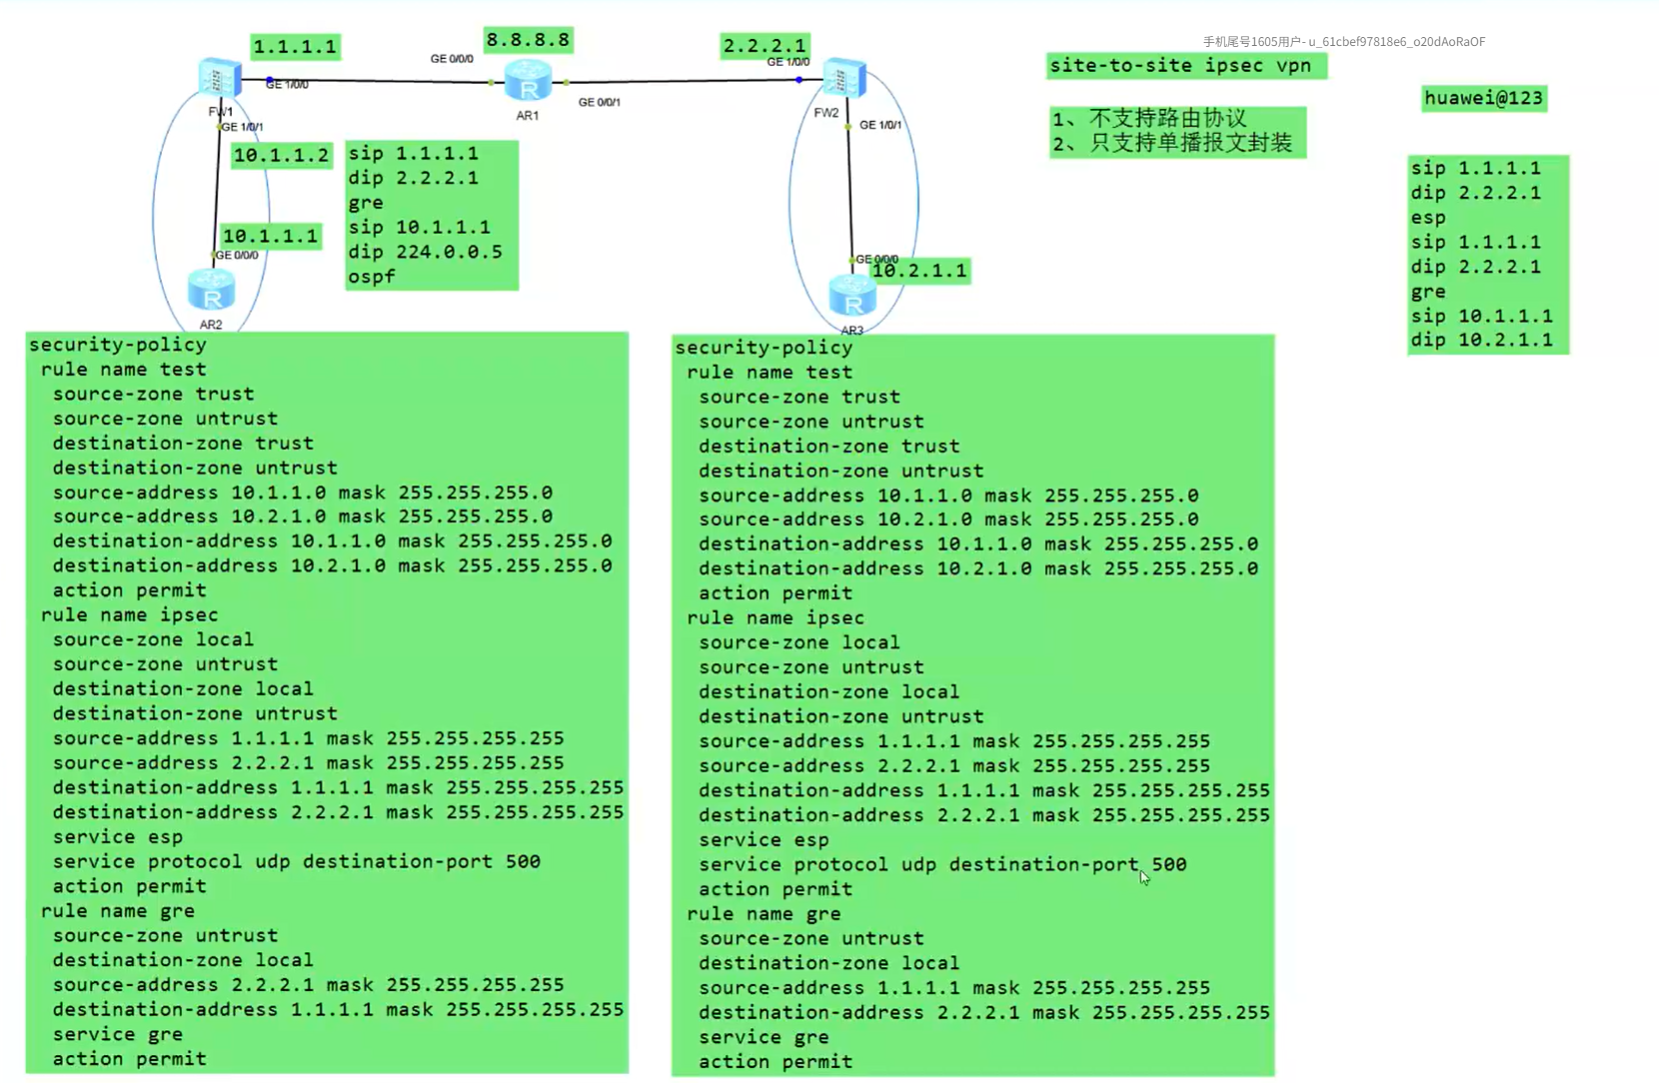 手机尾号1605用户- u_61cbef97818e6_o20dAoRaOF
1.1.1.1
8.8.8.8
2.2.2.1
GE 0/0/0
GE 1/0/0
GE 1/0/0
GE 0/0/1
FW1
AR1
FW2
GE 1/0/1
GE 1/0/1
site-to-site ipsec vpn
huawei@123
1、不支持路由协议
2、只支持单播报文封装
10.1.1.2
10.1.1.1
GE 0/0/0
AR2
sip 1.1.1.1
dip 2.2.2.1
gre
sip 10.1.1.1
dip 224.0.0.5
ospf
GE 0/0/0
10.2.1.1
AR3
sip 1.1.1.1
dip 2.2.2.1
esp
sip 1.1.1.1
dip 2.2.2.1
gre
sip 10.1.1.1
dip 10.2.1.1
security-policy
rule name test
source-zone trust
source-zone untrust
destination-zone trust
destination-zone untrust
source-address 10.1.1.0 mask 255.255.255.0
source-address 10.2.1.0 mask 255.255.255.0
destination-address 10.1.1.0 mask 255.255.255.0
destination-address 10.2.1.0 mask 255.255.255.0
action permit
rule name ipsec
source-zone local
source-zone untrust
destination-zone local
destination-zone untrust
source-address 1.1.1.1 mask 255.255.255.255
source-address 2.2.2.1 mask 255.255.255.255
destination-address 1.1.1.1 mask 255.255.255.255
destination-address 2.2.2.1 mask 255.255.255.255
service esp
service protocol udp destination-port 500
action permit
rule name gre
source-zone untrust
destination-zone local
source-address 2.2.2.1 mask 255.255.255.255
destination-address 1.1.1.1 mask 255.255.255.255
service gre
action permit
security-policy
rule name test
source-zone trust
source-zone untrust
destination-zone trust
destination-zone untrust
source-address 10.1.1.0 mask 255.255.255.0
source-address 10.2.1.0 mask 255.255.255.0
destination-address 10.1.1.0 mask 255.255.255.0
destination-address 10.2.1.0 mask 255.255.255.0
action permit
rule name ipsec
source-zone local
source-zone untrust
destination-zone local
destination-zone untrust
source-address 1.1.1.1 mask 255.255.255.255
source-address 2.2.2.1 mask 255.255.255.255
destination-address 1.1.1.1 mask 255.255.255.255
destination-address 2.2.2.1 mask 255.255.255.255
service esp
service protocol udp destination-port 500
action permit
rule name gre
source-zone untrust
destination-zone local
source-address 1.1.1.1 mask 255.255.255.255
destination-address 2.2.2.1 mask 255.255.255.255
service gre
action permit